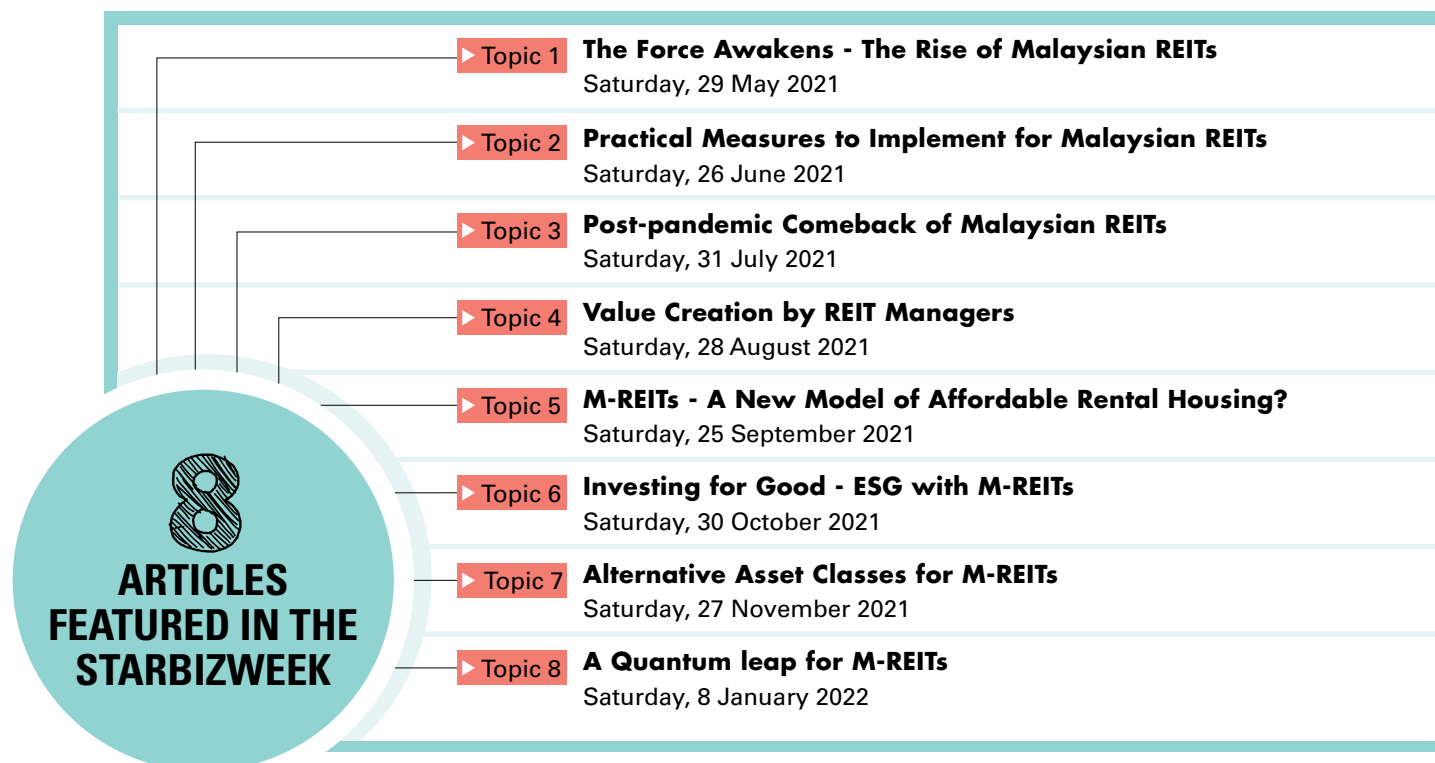 Topic 1
The Force Awakens - The Rise of Malaysian REITs
Saturday, 29 May 2021
Topic 2
Practical Measures to Implement for Malaysian REITs
Saturday, 26 June 2021
Topic 3
Post-pandemic Comeback of Malaysian REITs
Saturday, 31 July 2021
Topic 4
Value Creation by REIT Managers
Saturday, 28 August 2021
Topic 5
M-REITs - A New Model of Affordable Rental Housing?
Saturday, 25 September 2021
Topic 6
Investing for Good - ESG with M-REITs
Saturday, 30 October 2021
Topic 7
Alternative Asset Classes for M-REITs
Saturday, 27 November 2021
Topic 8
A Quantum leap for M-REITs
Saturday, 8 January 2022
8
ARTICLES
FEATURED IN THE
STARBIZWEEK